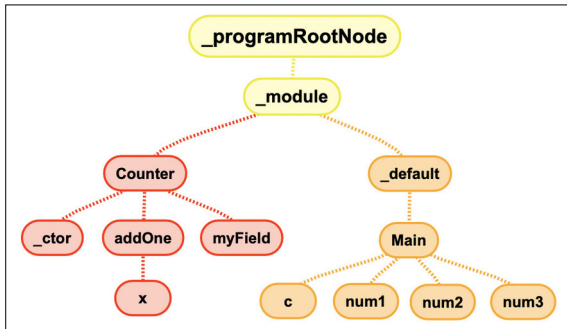 _programRootNode
_module
Counter
_default
_ctor
addOne
myField
Main
x
c
num1
num2
num3